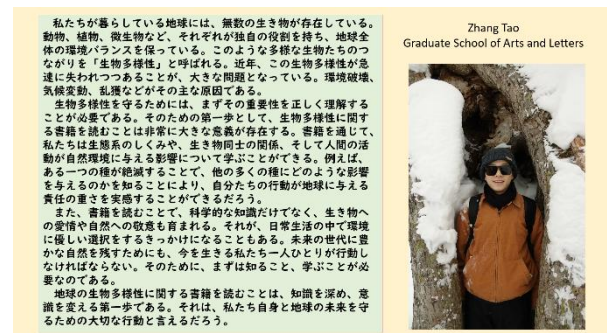 私たちが暮らしている地球には、無数の生き物が存在している。
動物、植物、微生物など、それぞれが独自の役割を持ち、地球全
体の環境バランスを保っている。このような多様な生物たちのつ
ながりを「生物多様性」と呼ばれる。近年、この生物多様性が急
速に失われつつあることが、大きな問題となっている。環境破壊、
気候変動、乱獲などがその主な原因である。
生物多様性を守るためには、まずその重要性を正しく理解する
ことが必要である。そのための第一歩として、生物多様性に関す
る書籍を読むことは非常に大きな意義が存在する。書籍を通じて、
私たちは生態系のしくみや、生き物同士の関係、そして人間の活
動が自然環境に与える影響について学ぶことができる。例えば、
ある一つの種が絶滅することで、他の多くの種にどのような影響
を与えるのかを知ることにより、自分たちの行動が地球に与える
責任の重さを実感することができるだろう。
また、書籍を読むことで、科学的な知識だけでなく、生き物へ
の愛情や自然への敬意も育まれる。それが、日常生活の中で環境
に優しい選択をするきっかけになることもある。未来の世代に豊
かな自然を残すためにも、今を生きる私たち一人ひとりが行動し
なければならない。そのために、まずは知ること、学ぶことが必
要なのである。
地球の生物多様性に関する書籍を読むことは、知識を深め、意
識を変える第一歩である。それは、私たち自身と地球の未来を守
るための大切な行動と言えるだろう。
Zhang Tao
Graduate School of Arts and Letters